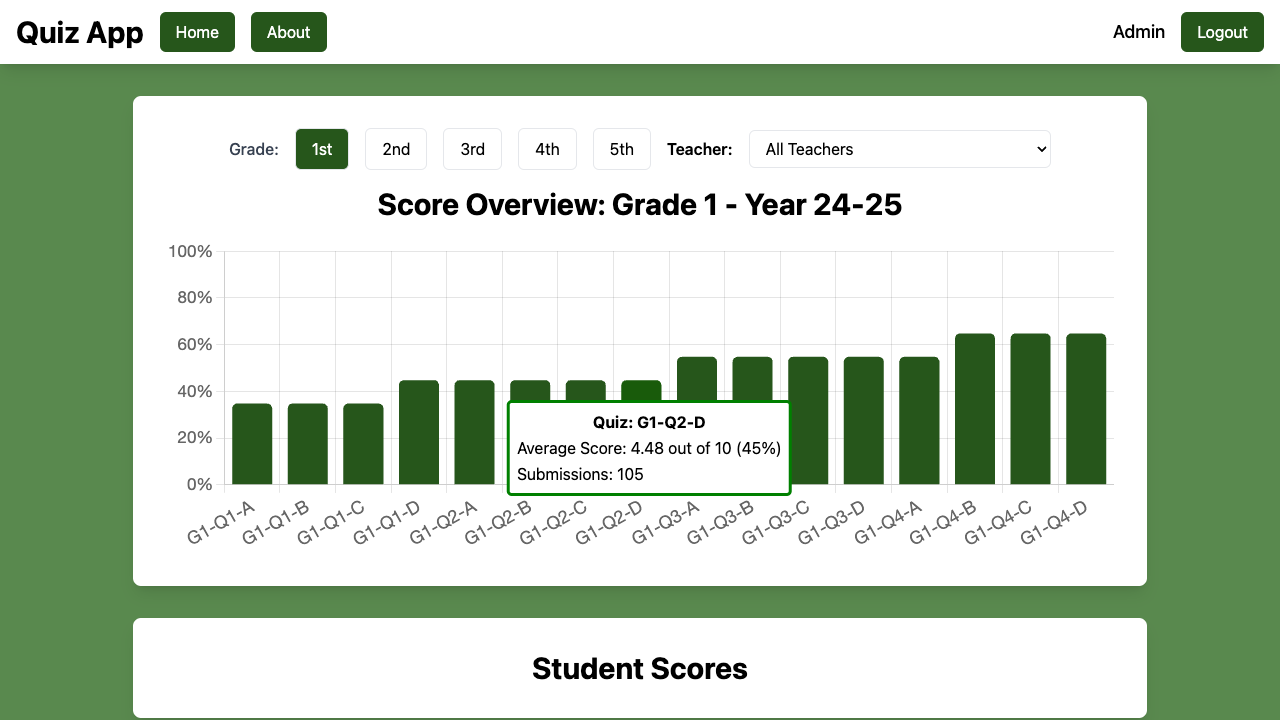 Quiz App Home About Admin Logout
Grade: 1st 2nd 3rd 4th 5th Teacher: All Teachers
Score Overview: Grade 1 - Year 24-25
100%
80%
60%
40%
20%
0%
Quiz: G1-Q2-D
Average Score: 4.48 out of 10 (45%)
Submissions: 105
G1-Q1-A G1-Q1-B G1-Q1-C G1-Q1-D G1-Q2-A G1-Q2-B G1-Q2-C G1-Q2-D G1-Q3-A G1-Q3-B G1-Q3-C G1-Q3-D G1-Q4-A G1-Q4-B G1-Q4-C G1-Q4-D
Student Scores